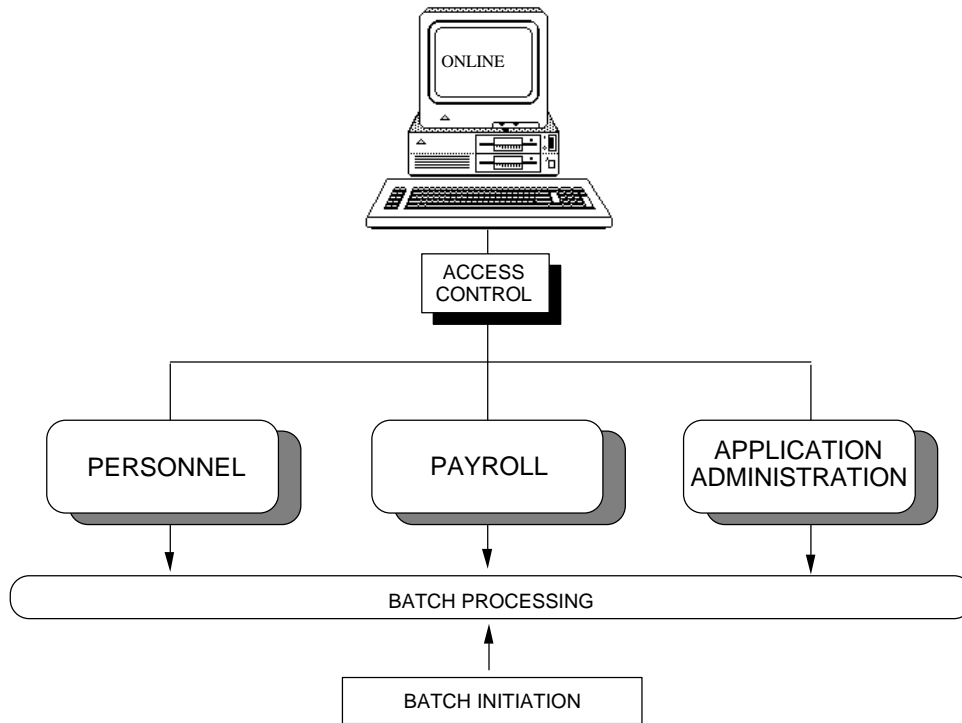 ONLINE
ACCESS
CONTROL
PERSONNEL
PAYROLL
APPLICATION
ADMINISTRATION
BATCH PROCESSING
BATCH INITIATION